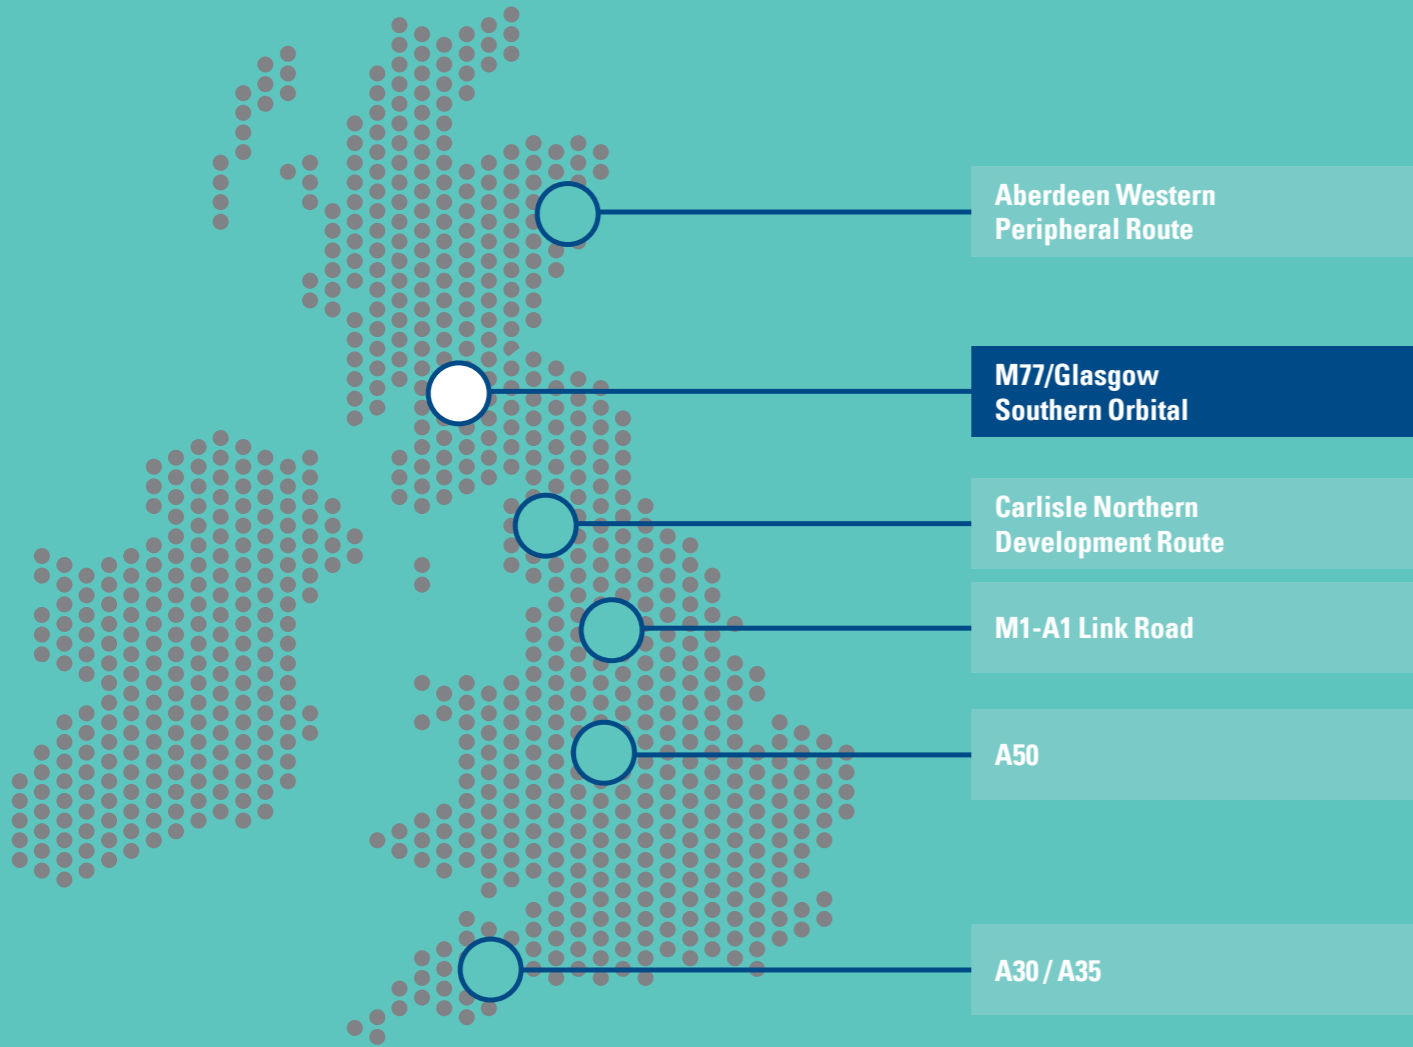 Aberdeen Western
Peripheral Route
M77/Glasgow
Southern Orbital
Carlisle Northern
Development Route
M1-A1 Link Road
A50
A30 / A35